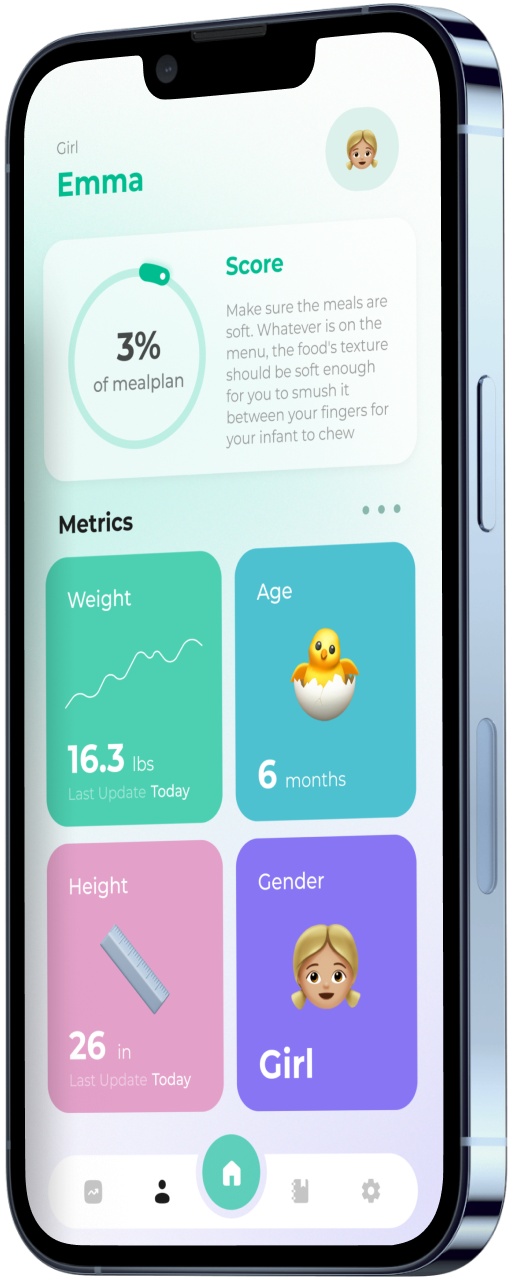 Girl
Emma
3%
of mealplan
Score
Make sure the meals are
soft. Whatever is on the
menu, the food's texture
should be soft enough
for you to smush it
between your fingers for
your infant to chew
Metrics
Weight
16.3 lbs
Last Update Today
Age
6 months
Height
26 in
Last Update Today
Gender
Girl